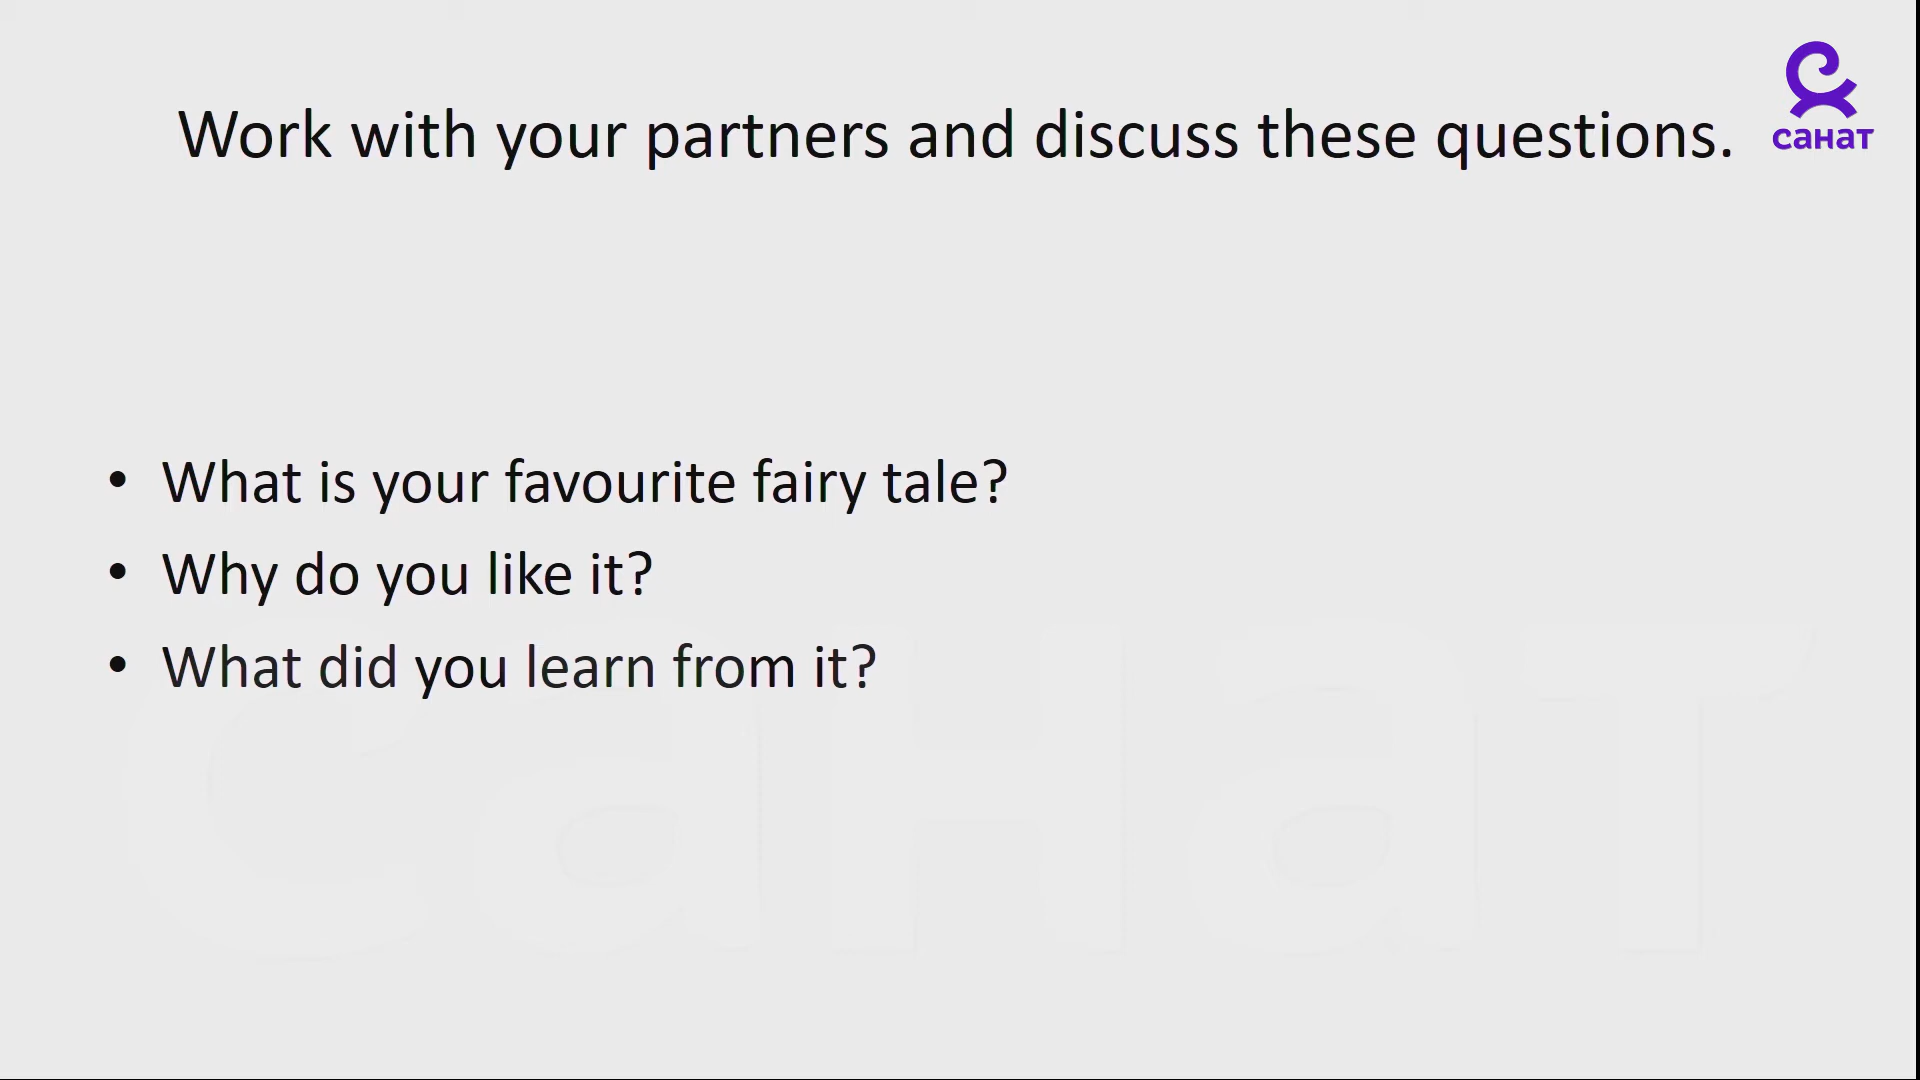 Work with your partners and discuss these questions.
санат
• What is your favourite fairy tale?
• Why do you like it?
• What did you learn from it?
санат